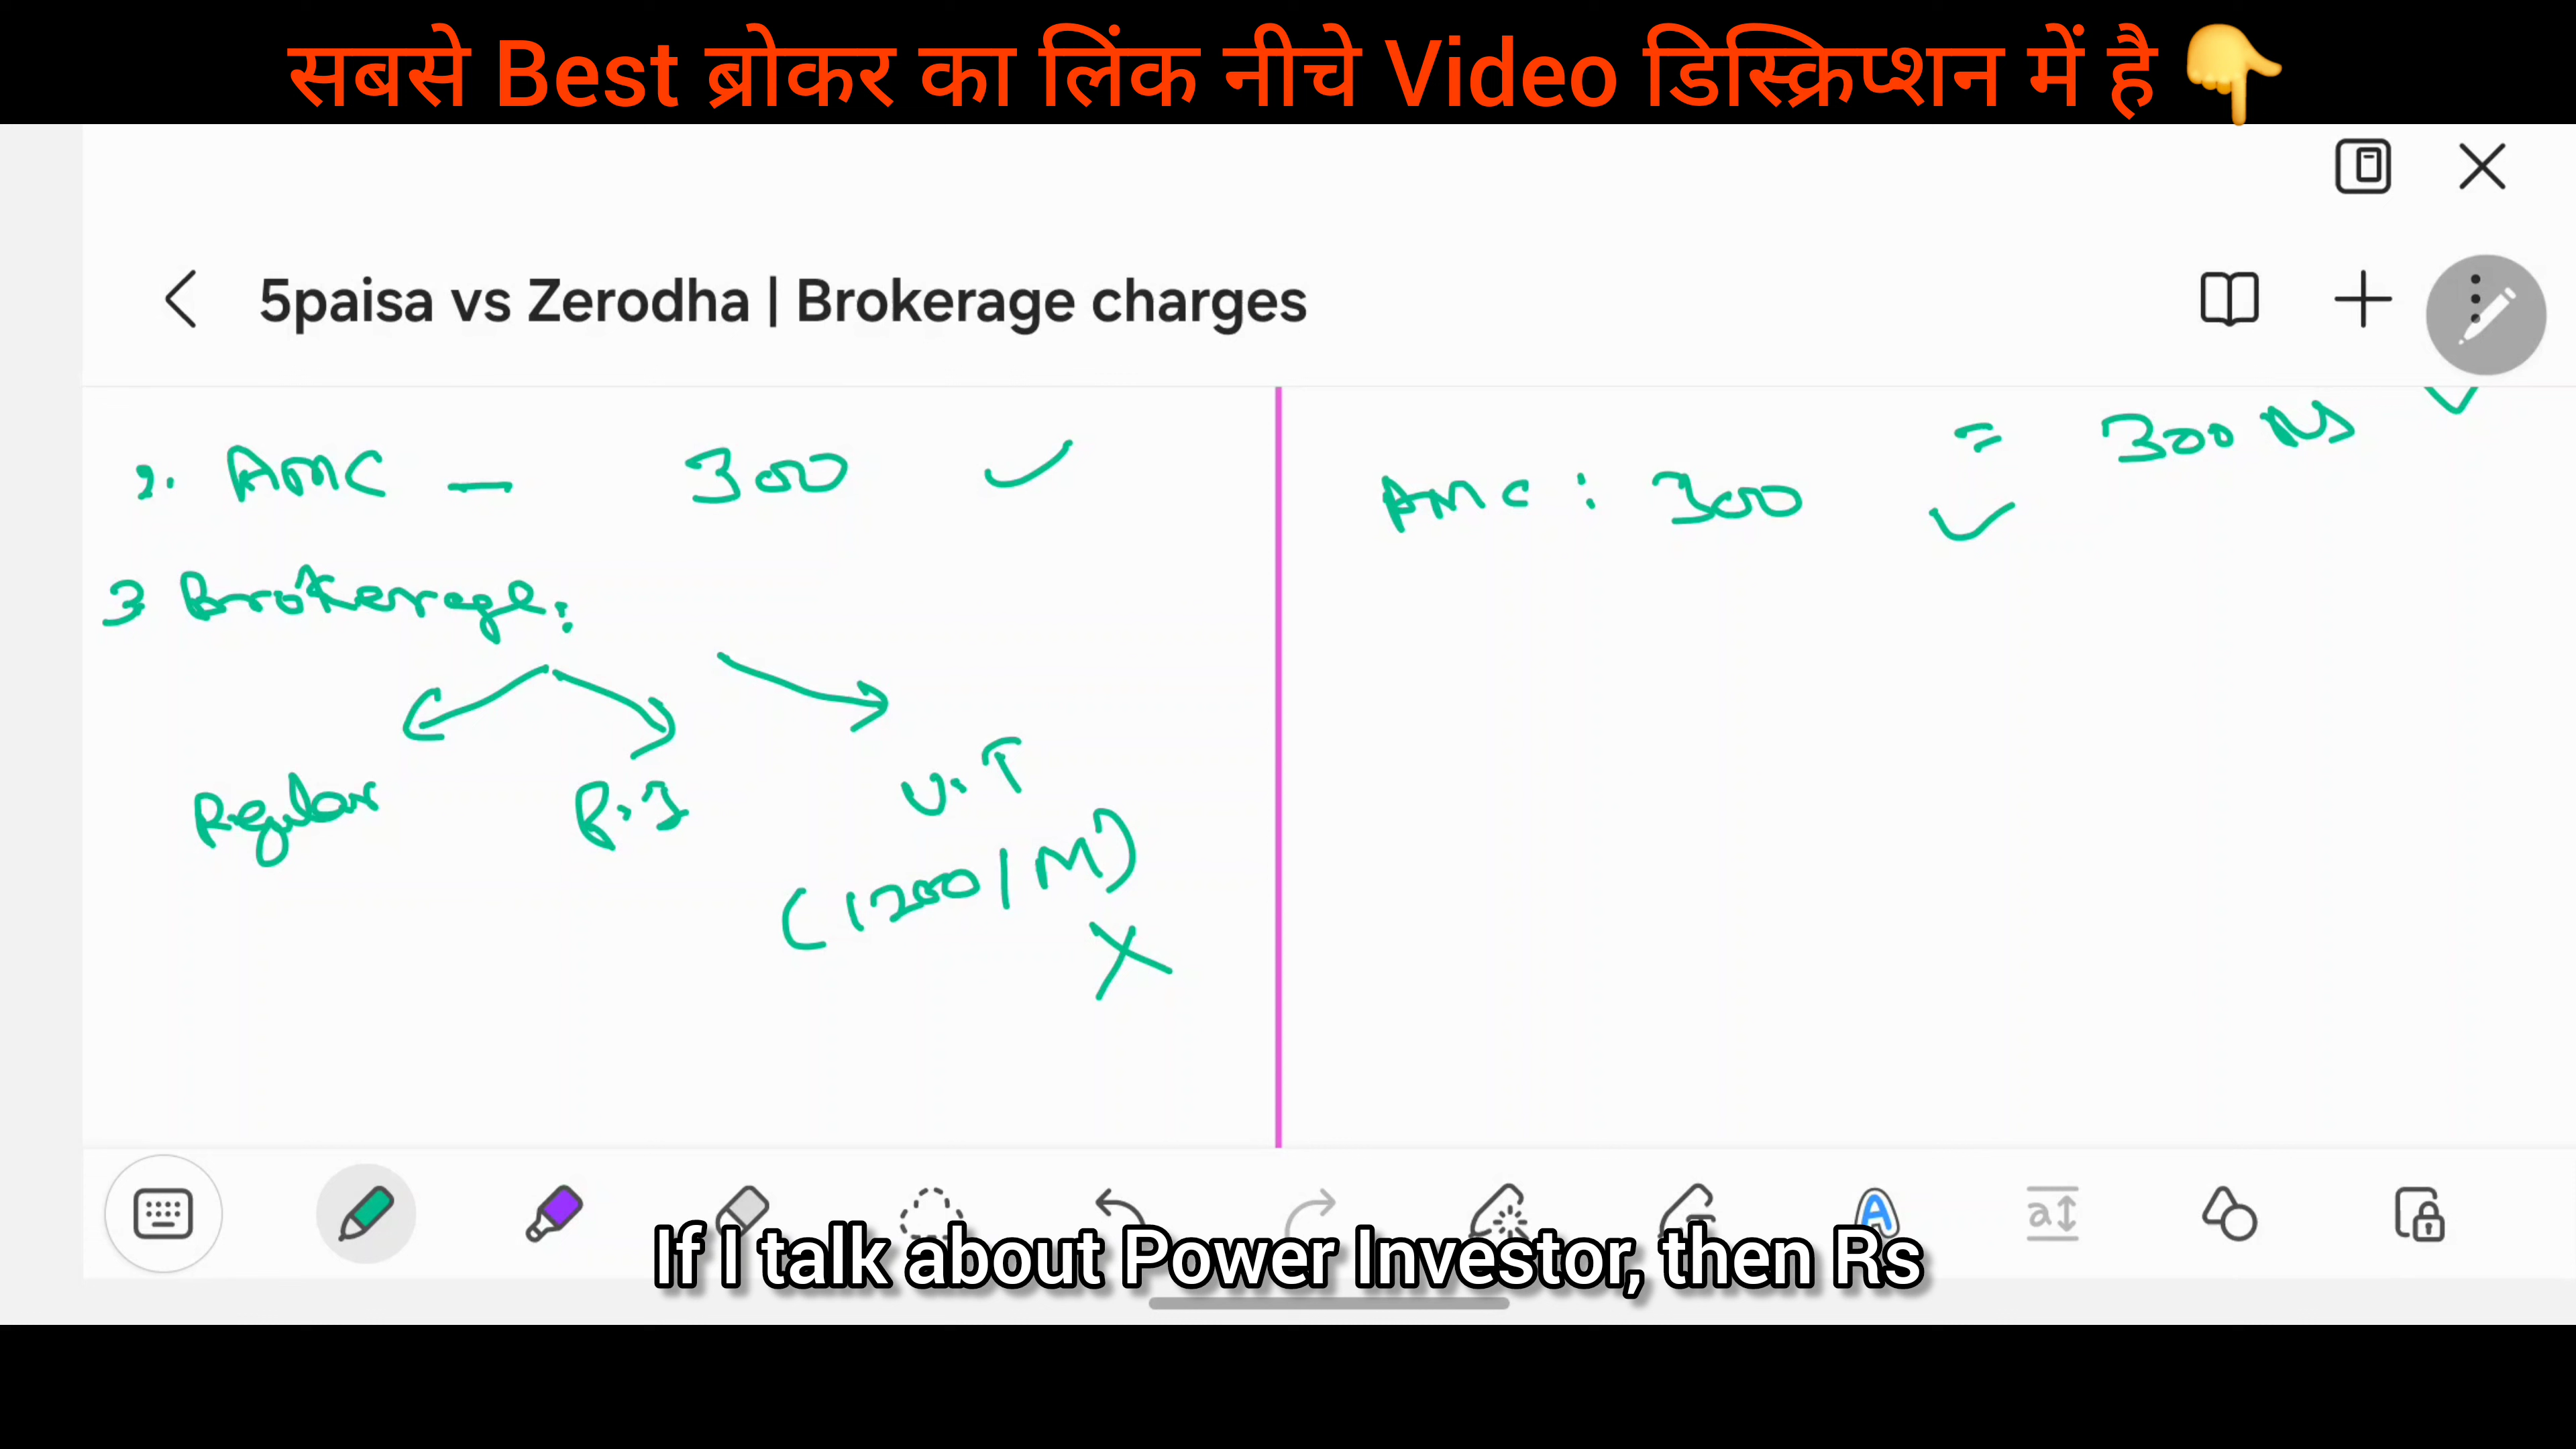 सबसे Best ब्रोकर का लिंक नीचे Video डिस्क्रिप्शन में है 👇
5paisa vs Zerodha | Brokerage charges
2. AMC — 300 ✓
3 Brokerage:
Regular P.I U.T
(1200/M)
X
= 300 Rs ✓
AMC : 300 ✓
If I talk about Power Investor, then Rs